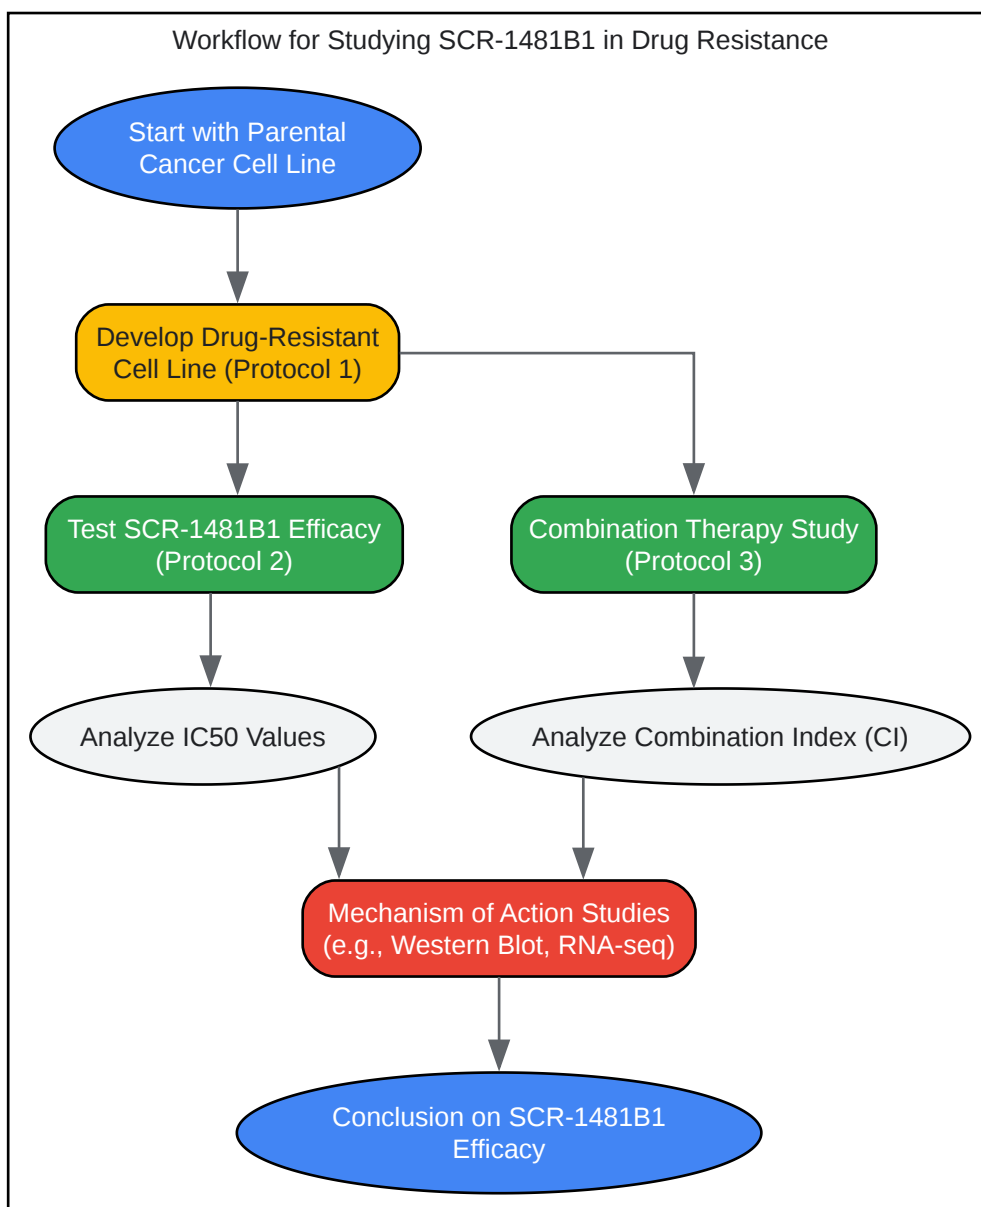 Workflow for Studying SCR-1481B1 in Drug Resistance
Start with Parental
Cancer Cell Line
Develop Drug-Resistant
Cell Line (Protocol 1)
Test SCR-1481B1 Efficacy
(Protocol 2)
Combination Therapy Study
(Protocol 3)
Analyze IC50 Values
Analyze Combination Index (CI)
Mechanism of Action Studies
(e.g., Western Blot, RNA-seq)
Conclusion on SCR-1481B1
Efficacy